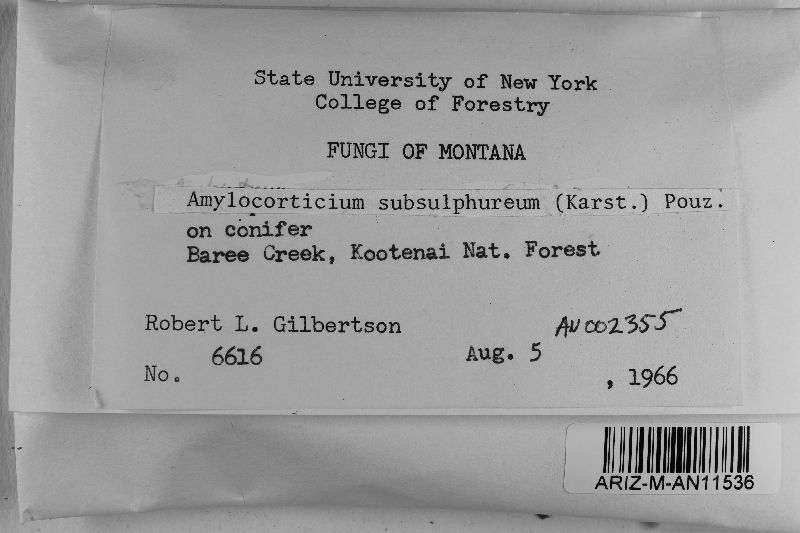 State University of New York
College of Forestry
FUNGI OF MONTANA
Amylocorticium subsulphureum (Karst.) Pouz.
on conifer
Baree Creek, Kootenai Nat. Forest
Robert L. Gilbertson
AN002355
No. 6616
Aug. 5, 1966
ARIZ-M-AN11536